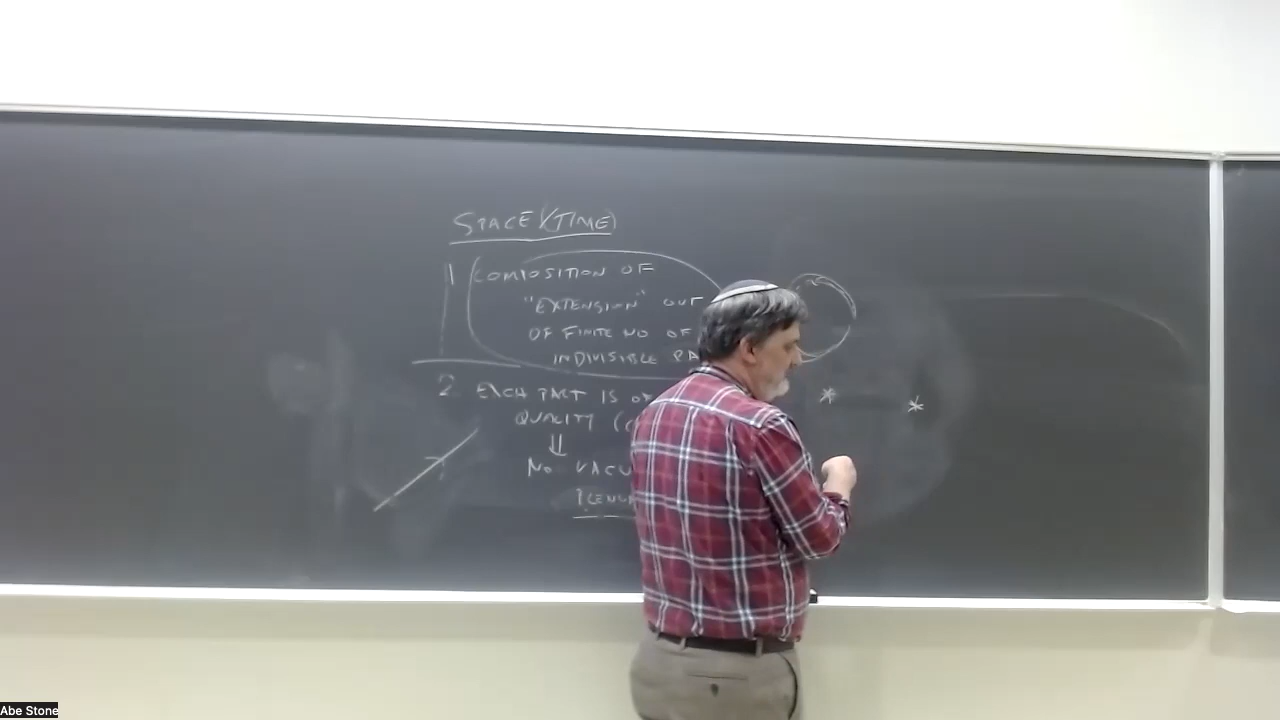 SPACE/(TIME)
1 COMPOSITION OF
"EXTENSION" OUT
OF FINITE NO OF
INDIVISIBLE PA
2 EACH PART IS OF
QUALITY (
⇓
NO VACU
PLENU
* *
Abe Stone